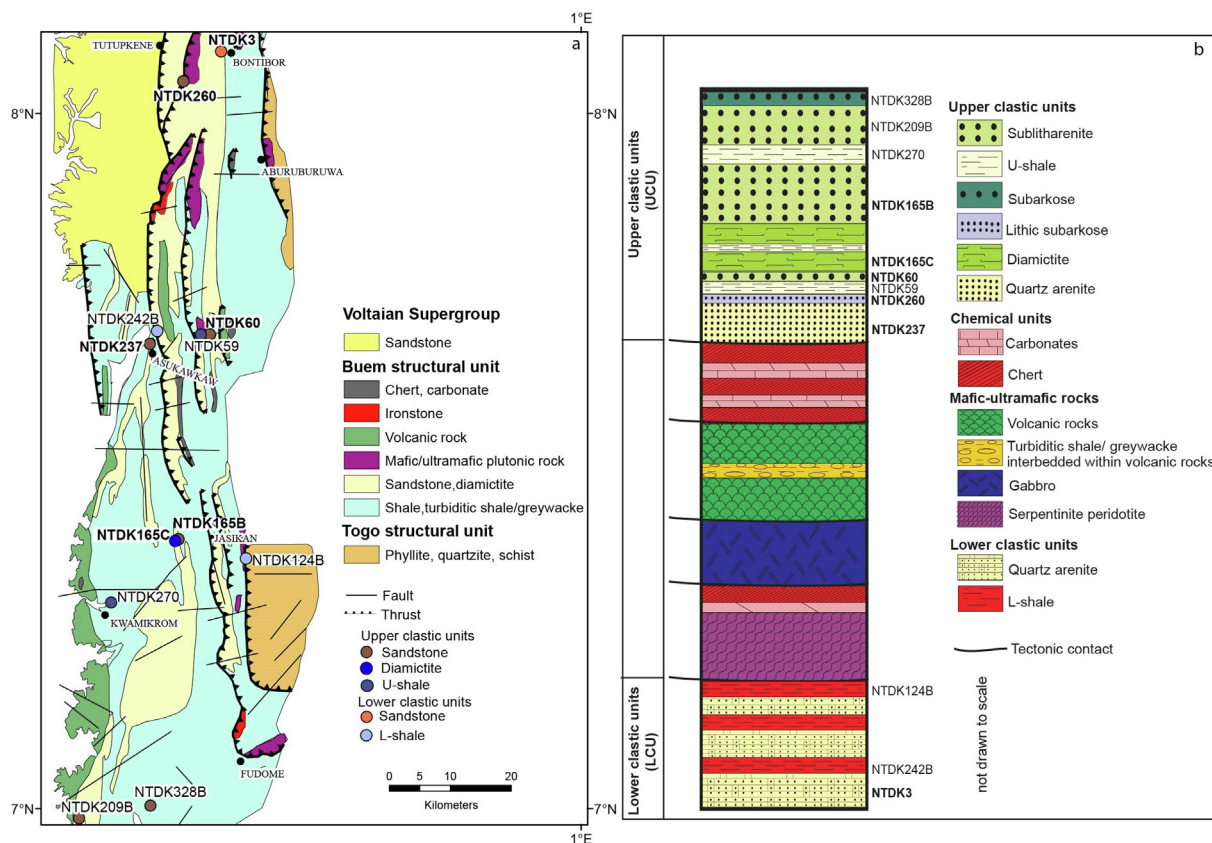 1°E
a
TUTUPKENE
NTDK3
BONTIBOR
NTDK260
8°N
8°N
ABURUBURUWA
NTDK242B
NTDK60
NTDK237
NTDK59
ASUKAWKAW
NTDK165B
NTDK165C
JASIKAN
NTDK124B
NTDK270
KWAMIKROM
FUDOME
NTDK328B
NTDK209B
7°N
7°N
1°E
Voltaian Supergroup
Sandstone
Buem structural unit
Chert, carbonate
Ironstone
Volcanic rock
Mafic/ultramafic plutonic rock
Sandstone,diamictite
Shale,turbiditic shale/greywacke
Togo structural unit
Phyllite, quartzite, schist
Fault
Thrust
Upper clastic units
Sandstone
Diamictite
U-shale
Lower clastic units
Sandstone
L-shale
0 5 10 20
Kilometers
b
Upper clastic units
(UCU)
Lower clastic units
(LCU)
NTDK328B
NTDK209B
NTDK270
NTDK165B
NTDK165C
NTDK60
NTDK59
NTDK260
NTDK237
NTDK124B
NTDK242B
NTDK3
Upper clastic units
Sublitharenite
U-shale
Subarkose
Lithic subarkose
Diamictite
Quartz arenite
Chemical units
Carbonates
Chert
Mafic-ultramafic rocks
Volcanic rocks
Turbiditic shale/ greywacke
interbedded within volcanic rocks
Gabbro
Serpentinite peridotite
Lower clastic units
Quartz arenite
L-shale
Tectonic contact
not drawn to scale